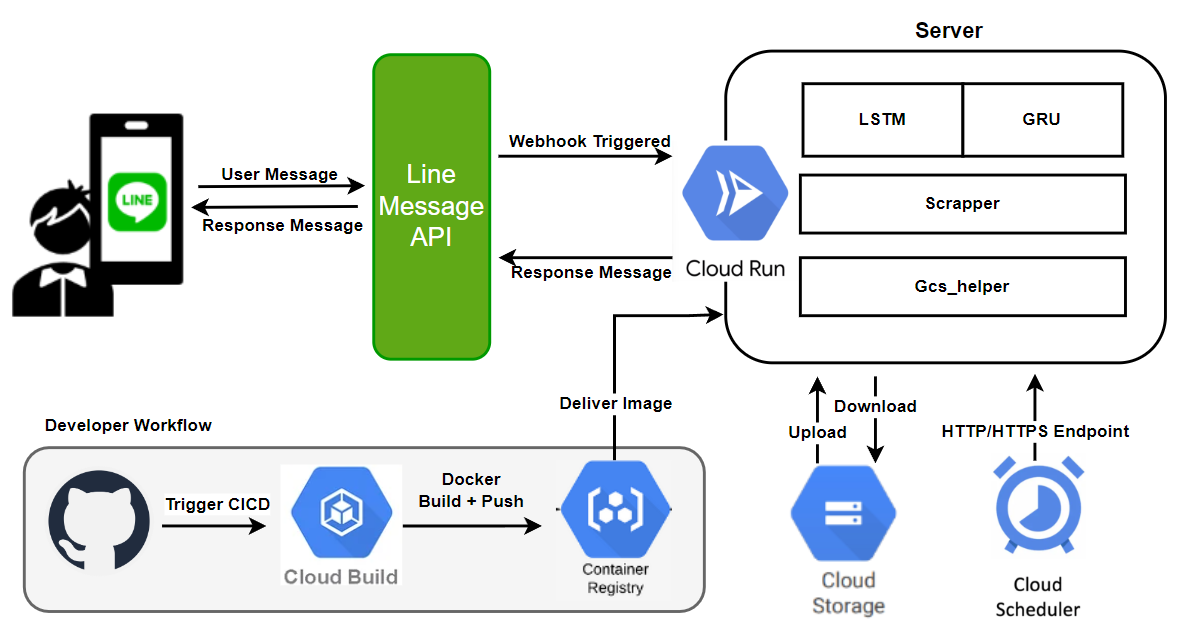 Server
LSTM
GRU
Webhook Triggered
Line
Message
API
User Message
LINE
Response Message
Scrapper
Cloud Run
Response Message
Gcs_helper
Deliver Image
Download
Upload
HTTP/HTTPS Endpoint
Developer Workflow
Trigger CICD
Docker
Build + Push
Cloud Build
Container
Registry
Cloud
Storage
Cloud
Scheduler